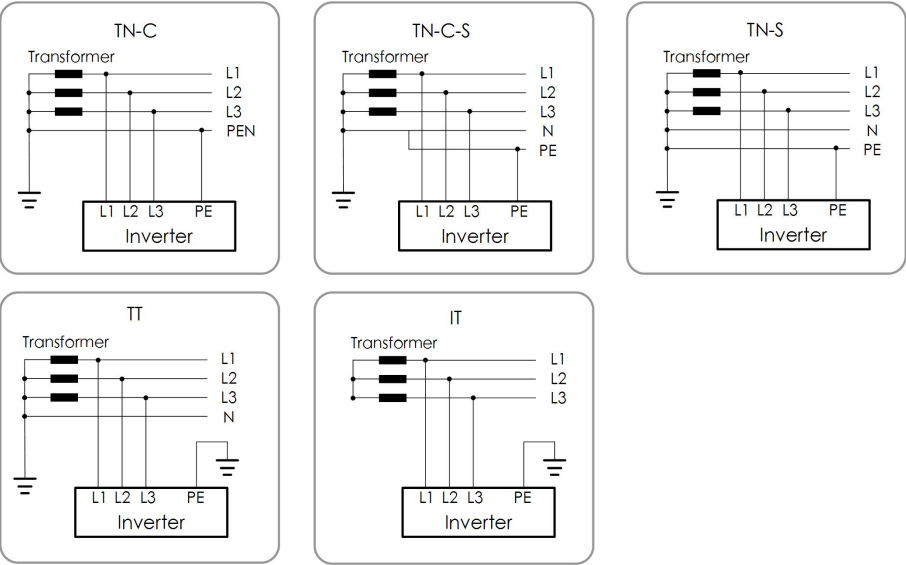 TN-C
Transformer
L1
L2
L3
PEN
L1 L2 L3 PE
Inverter
TN-C-S
Transformer
L1
L2
L3
N
PE
L1 L2 L3 PE
Inverter
TN-S
Transformer
L1
L2
L3
N
PE
L1 L2 L3 PE
Inverter
TT
Transformer
L1
L2
L3
N
L1 L2 L3 PE
Inverter
IT
Transformer
L1
L2
L3
L1 L2 L3 PE
Inverter